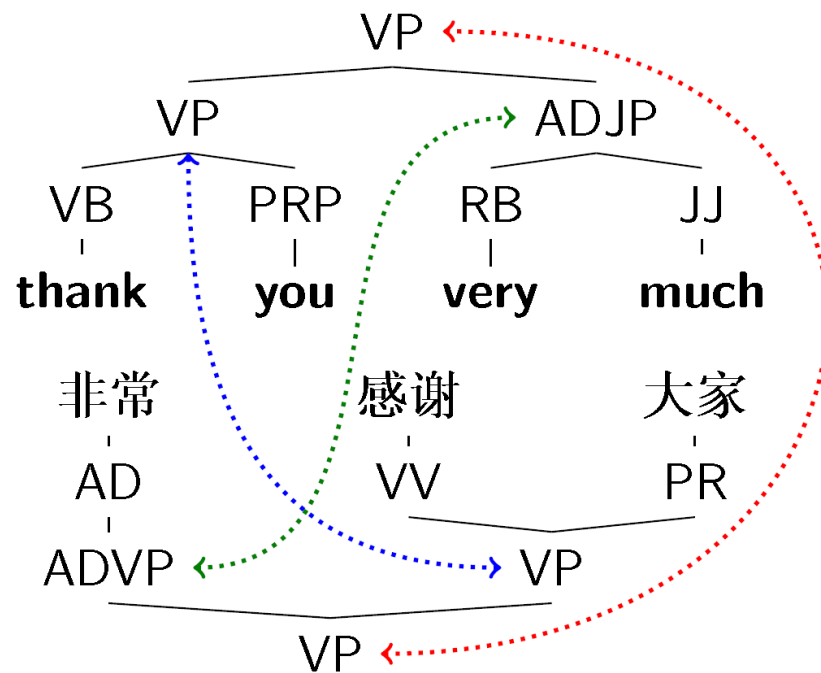 VP
VP ADJP
VB PRP RB JJ
thank you very much
非常 感谢 大家
AD VV PR
ADVP VP
VP